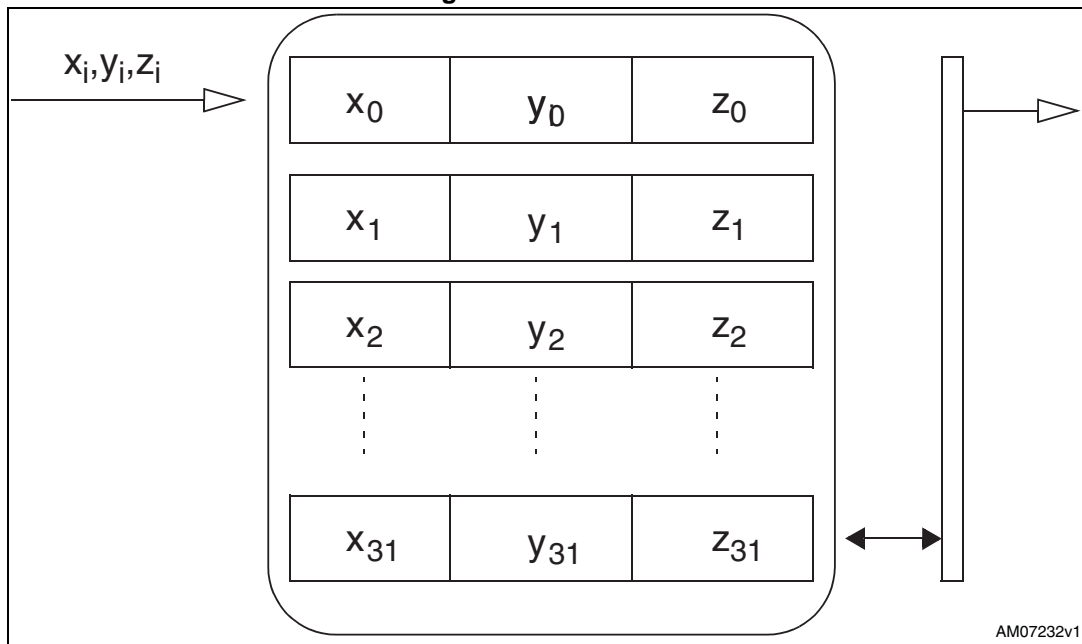 xi,yi,zi
x0 y0 z0
x1 y1 z1
x2 y2 z2
x31 y31 z31
AM07232v1